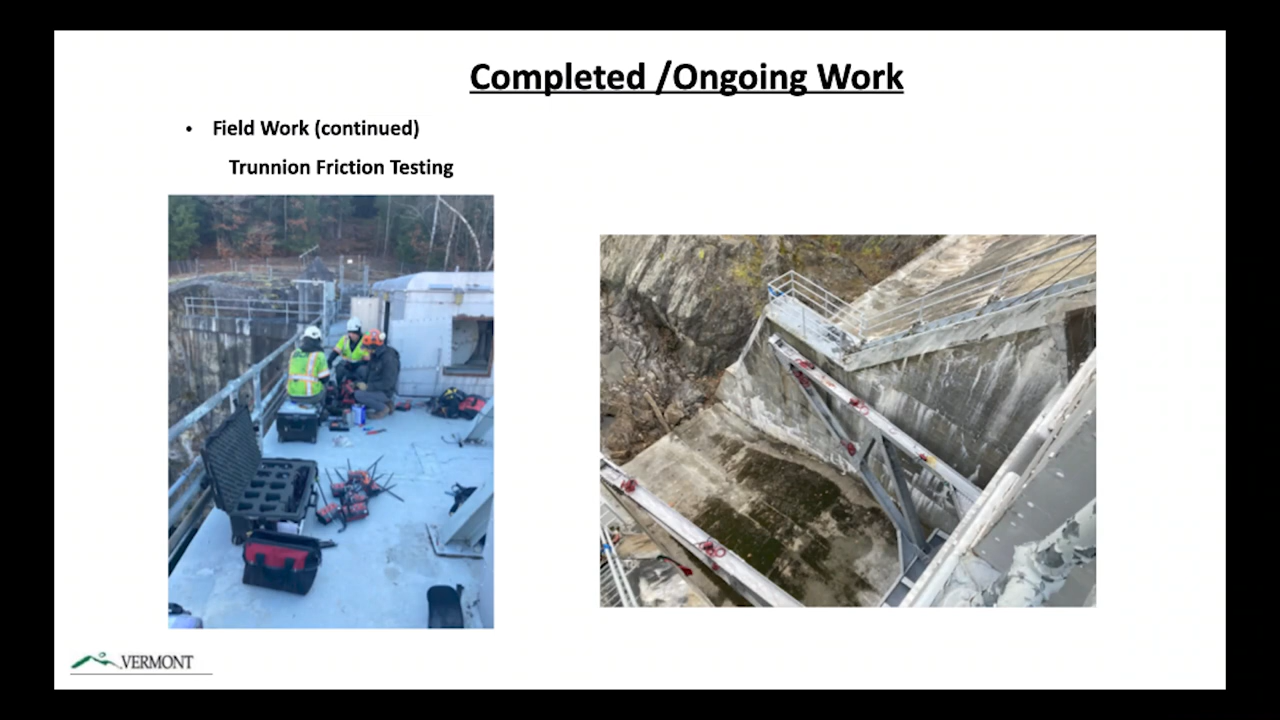 Completed /Ongoing Work
• Field Work (continued)
Trunnion Friction Testing
VERMONT